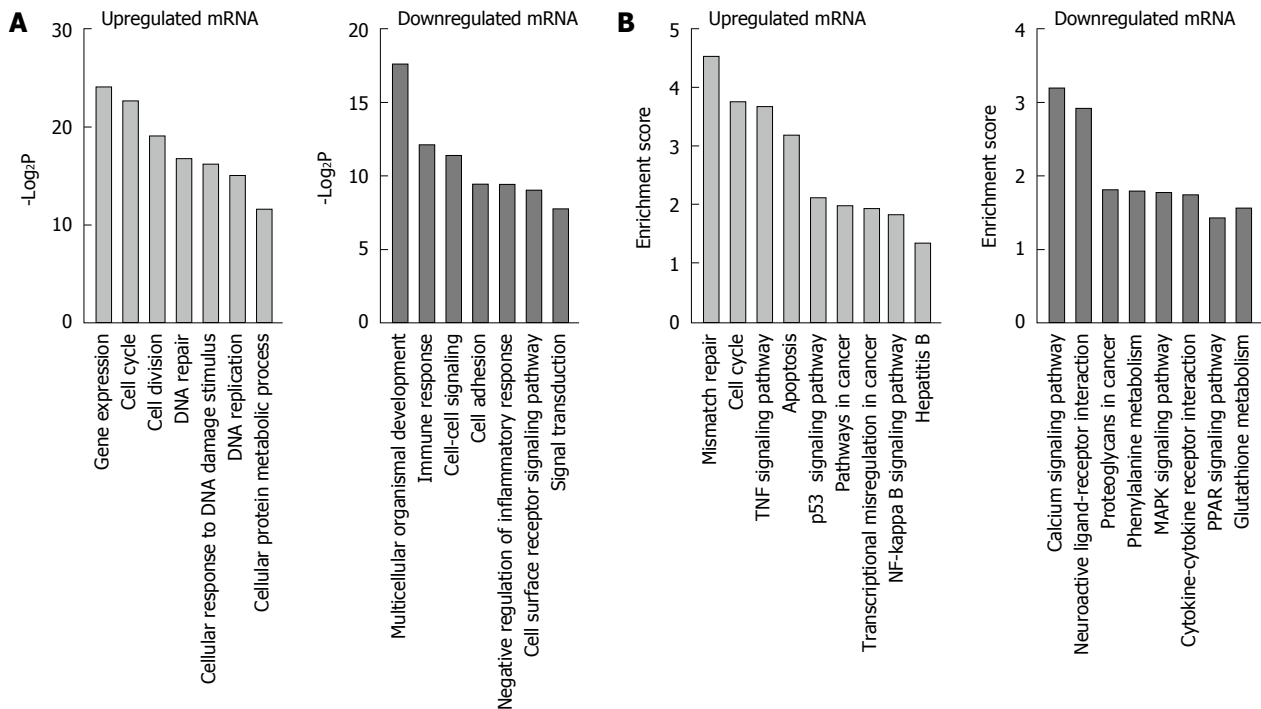 A
Upregulated mRNA
-Log₂P
30
20
10
0
Gene expression
Cell cycle
Cell division
DNA repair
Cellular response to DNA damage stimulus
DNA replication
Cellular protein metabolic process
Downregulated mRNA
-Log₂P
20
15
10
5
0
Multicellular organismal development
Immune response
Cell-cell signaling
Cell adhesion
Negative regulation of inflammatory response
Cell surface receptor signaling pathway
Signal transduction
B
Upregulated mRNA
Enrichment score
5
4
3
2
1
0
Mismatch repair
Cell cycle
TNF signaling pathway
Apoptosis
p53 signaling pathway
Pathways in cancer
Transcriptional misregulation in cancer
NF-kappa B signaling pathway
Hepatitis B
Downregulated mRNA
Enrichment score
4
3
2
1
0
Calcium signaling pathway
Neuroactive ligand-receptor interaction
Proteoglycans in cancer
Phenylalanine metabolism
MAPK signaling pathway
Cytokine-cytokine receptor interaction
PPAR signaling pathway
Glutathione metabolism